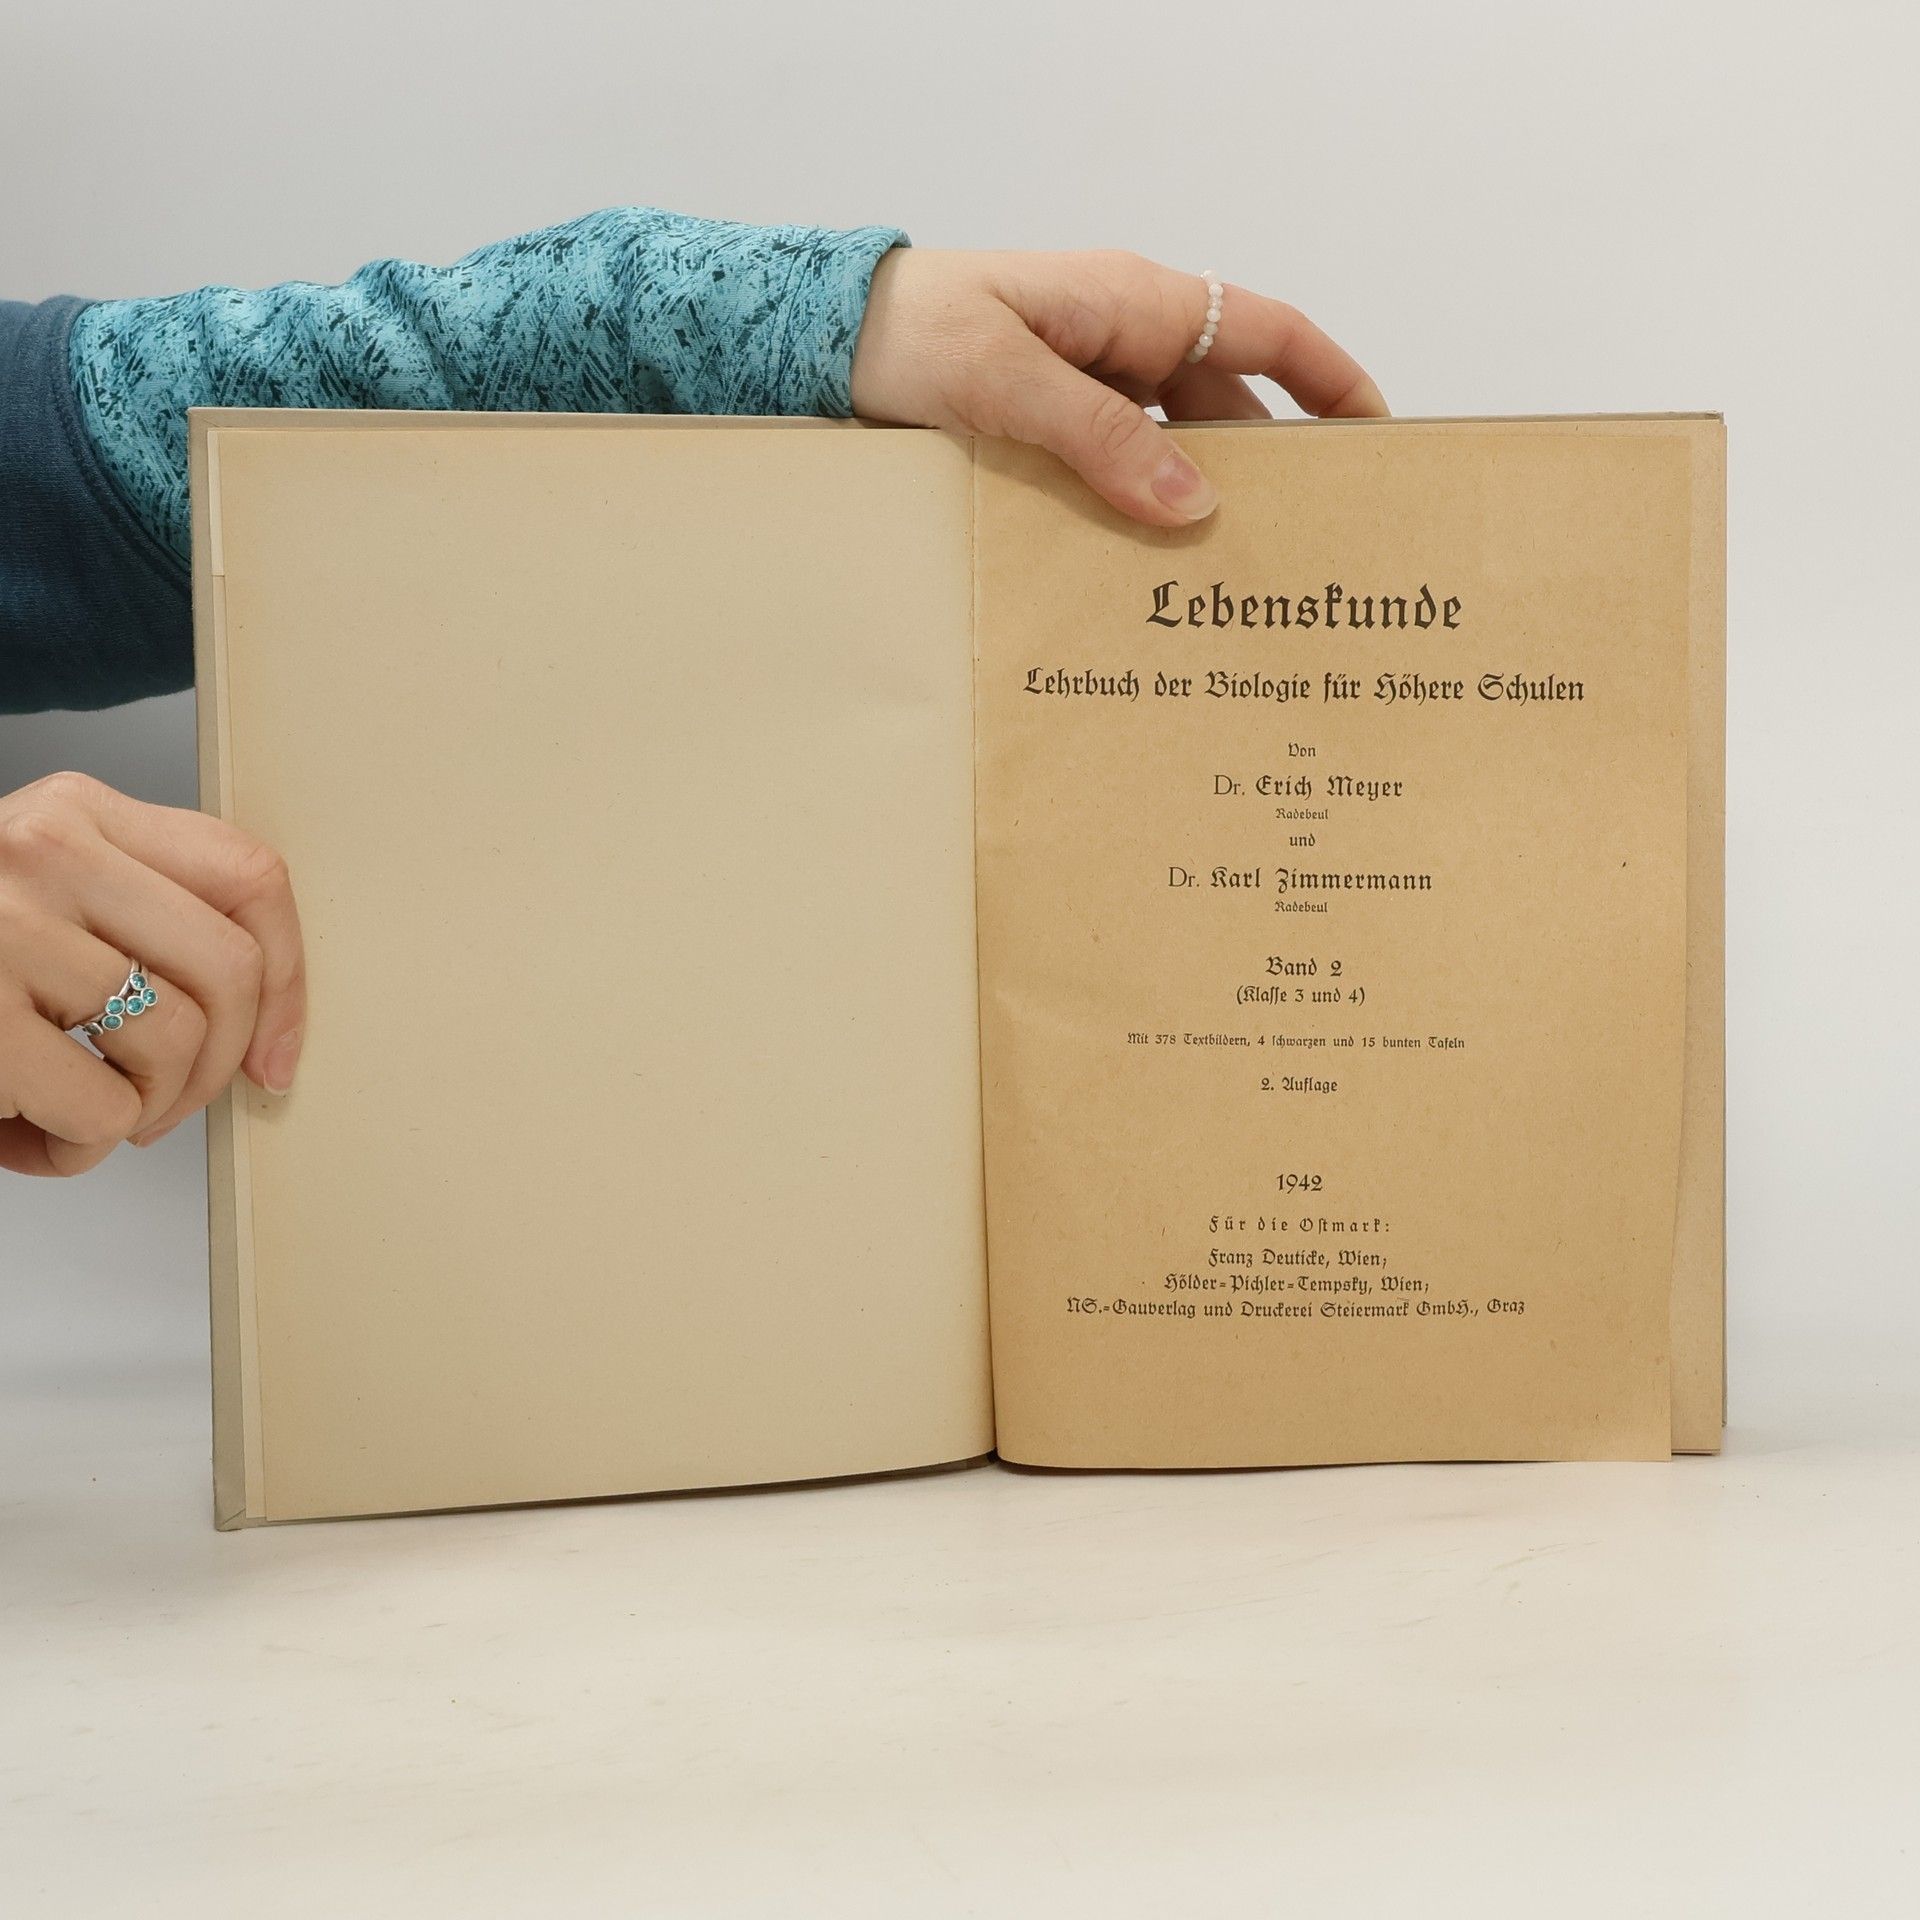 Lebenskunde
Lehrbuch der Biologie für Höhere Schulen
Von
Dr. Erich Meyer
Radebeul
und
Dr. Karl Zimmermann
Radebeul
Band 2
(Klaſſe 3 und 4)
Mit 378 Textbildern, 4 ſchwarzen und 15 bunten Tafeln
2. Auflage
1942
Für die Oſtmark:
Franz Deuticke, Wien;
Hölder-Pichler-Tempsky, Wien;
NS.-Gauverlag und Druckerei Steiermark GmbH., Graz